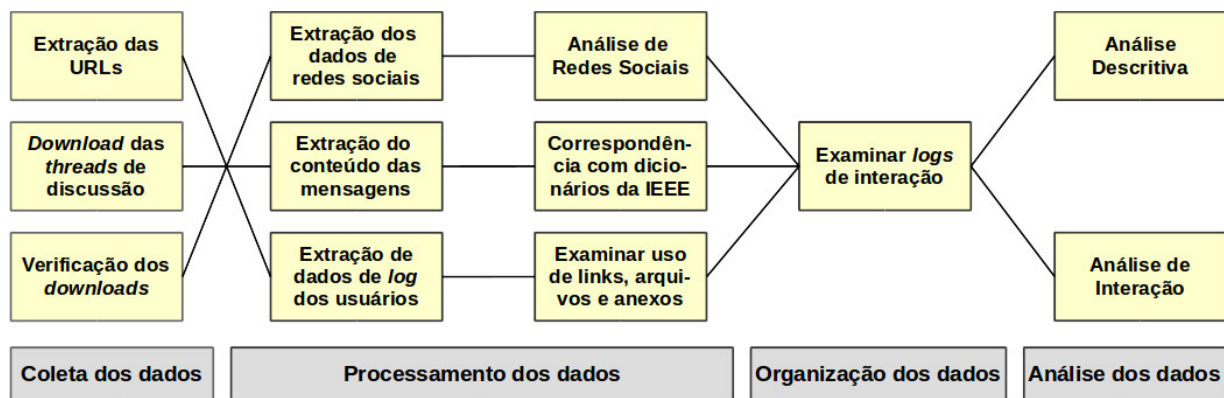 Extração das
URLs
Download das
threads de
discussão
Verificação dos
downloads
Extração dos
dados de
redes sociais
Extração do
conteúdo das
mensagens
Extração de
dados de log
dos usuários
Análise de
Redes Sociais
Correspondên-
cia com dicio-
nários da IEEE
Examinar uso
de links, arqui-
vos e anexos
Examinar logs
de interação
Análise
Descritiva
Análise de
Interação
Coleta dos dados
Processamento dos dados
Organização dos dados
Análise dos dados